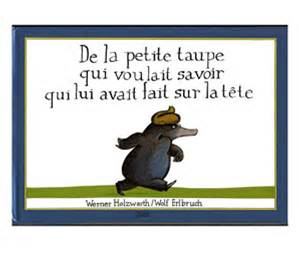 De la petite taupe
qui voulait savoir
qui lui avait fait sur la tête
Werner Holzwarth/Wolf Erlbruch